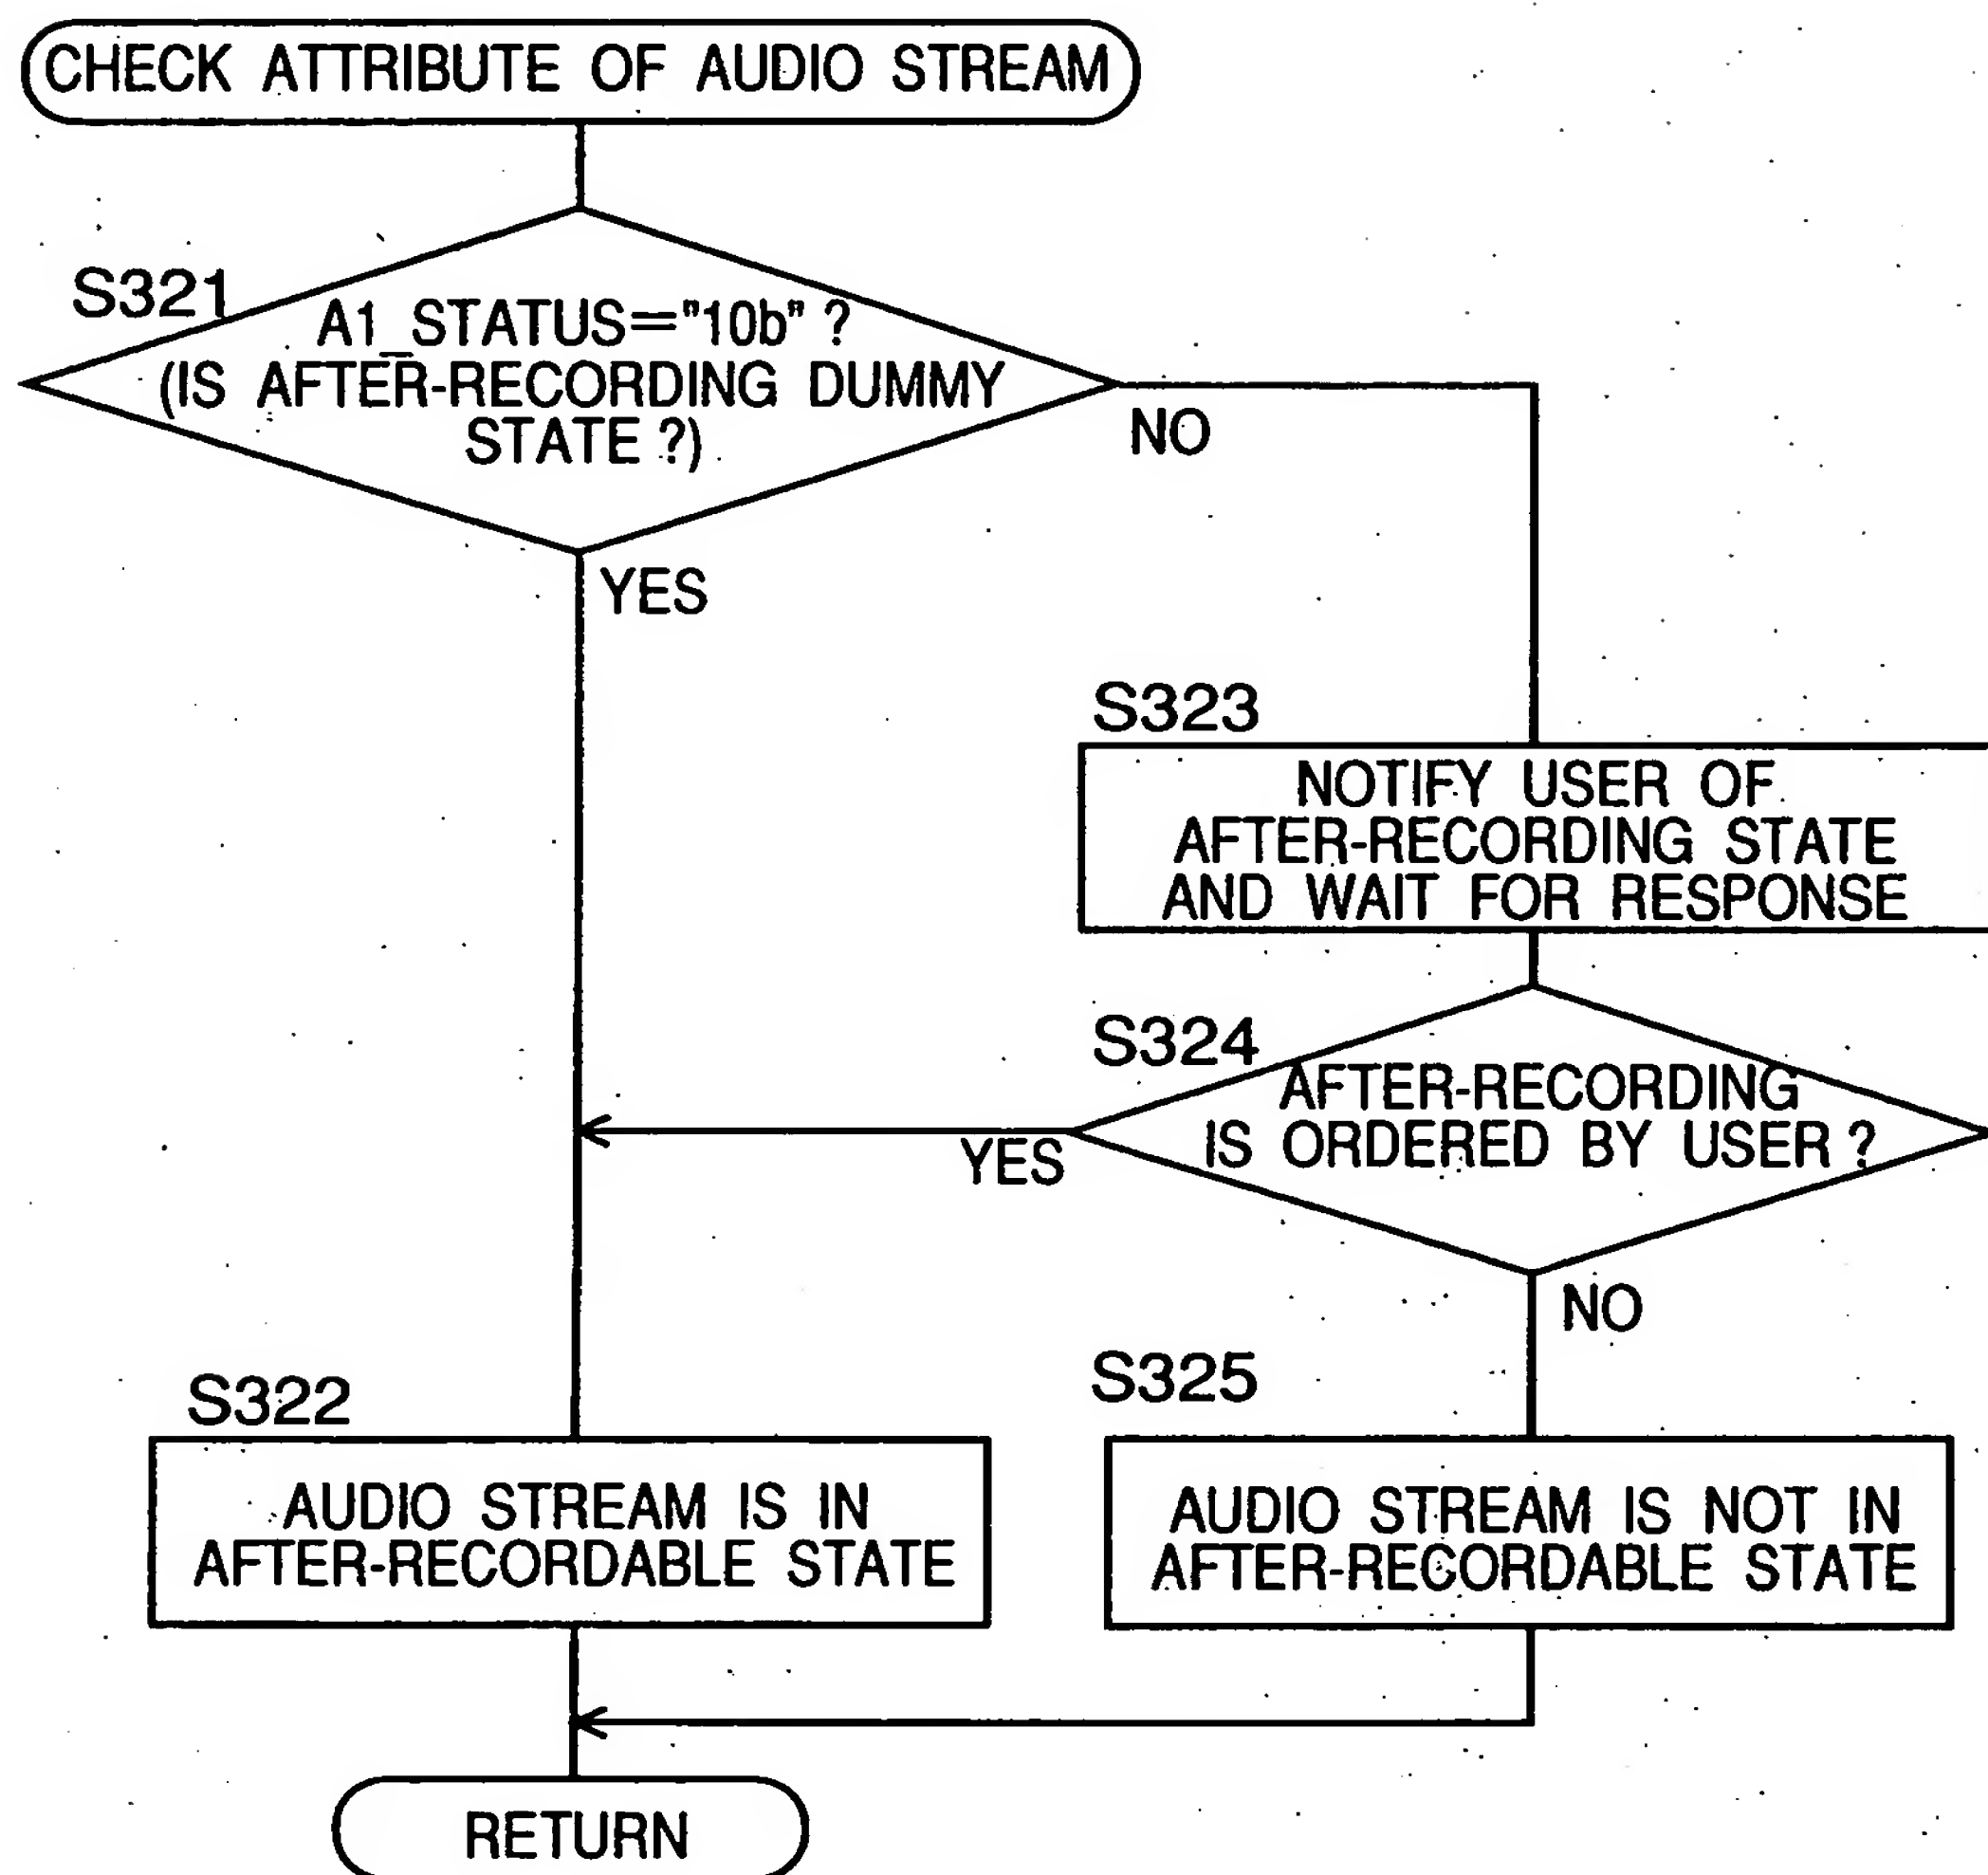 CHECK ATTRIBUTE OF AUDIO STREAM
S321
A1_STATUS="10b" ?
(IS AFTER-RECORDING DUMMY
STATE ?)
NO
YES
S323
NOTIFY USER OF
AFTER-RECORDING STATE
AND WAIT FOR RESPONSE
S324
AFTER-RECORDING
IS ORDERED BY USER ?
YES
NO
S322
S325
AUDIO STREAM IS IN
AFTER-RECORDABLE STATE
AUDIO STREAM IS NOT IN
AFTER-RECORDABLE STATE
RETURN